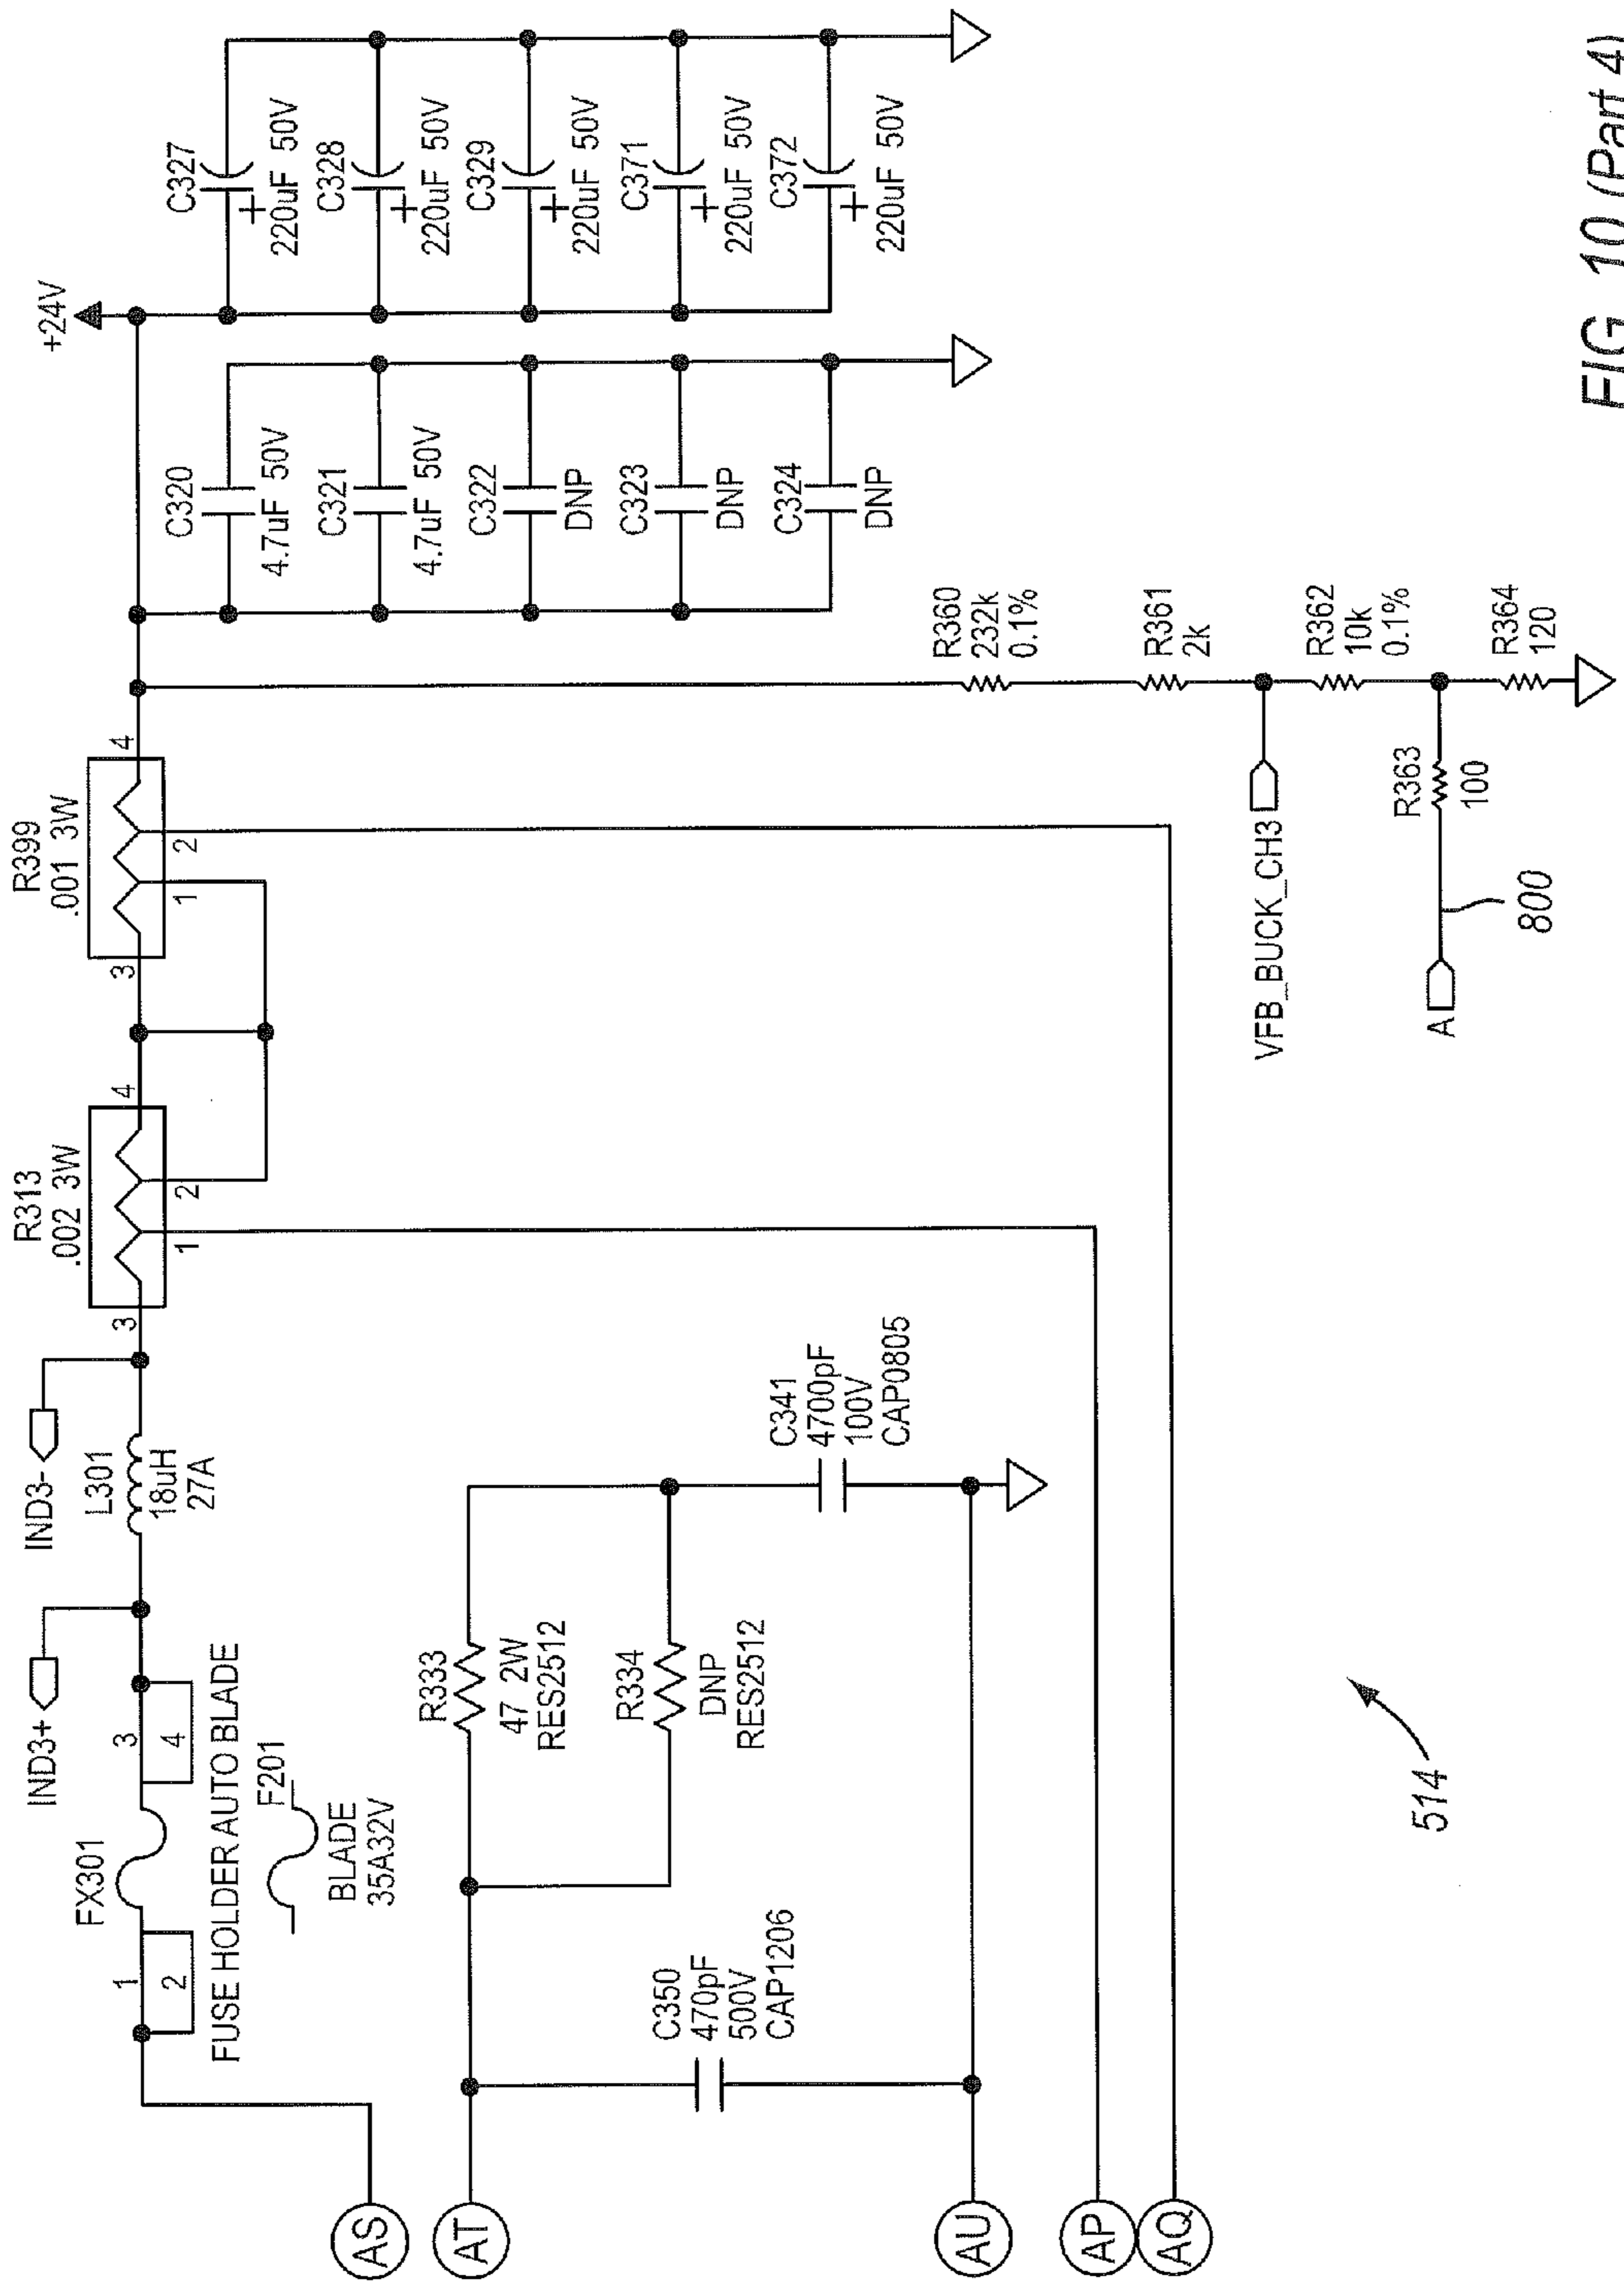 +24V
C327
220uF 50V
+
C328
220uF 50V
+
C329
220uF 50V
+
C371
220uF 50V
+
C372
220uF 50V
+
C320
4.7uF 50V
C321
4.7uF 50V
C322
DNP
C323
DNP
C324
DNP
R399
.001 3W
3
4
1
2
R313
.002 3W
3
4
1
2
IND3-
L301
18uH
27A
IND3+
FX301
1
2
3
4
FUSE HOLDER AUTO BLADE
F201
BLADE
35A32V
R333
47 2W
RES2512
R334
DNP
RES2512
C341
4700pF
100V
CAP0805
C350
470pF
500V
CAP1206
AS
AT
AU
AP
AQ
R360
232k
0.1%
R361
2k
VFB_BUCK_CH3
R362
10k
0.1%
R364
120
R363
100
A
800
514
FIG. 10 (Part 4)